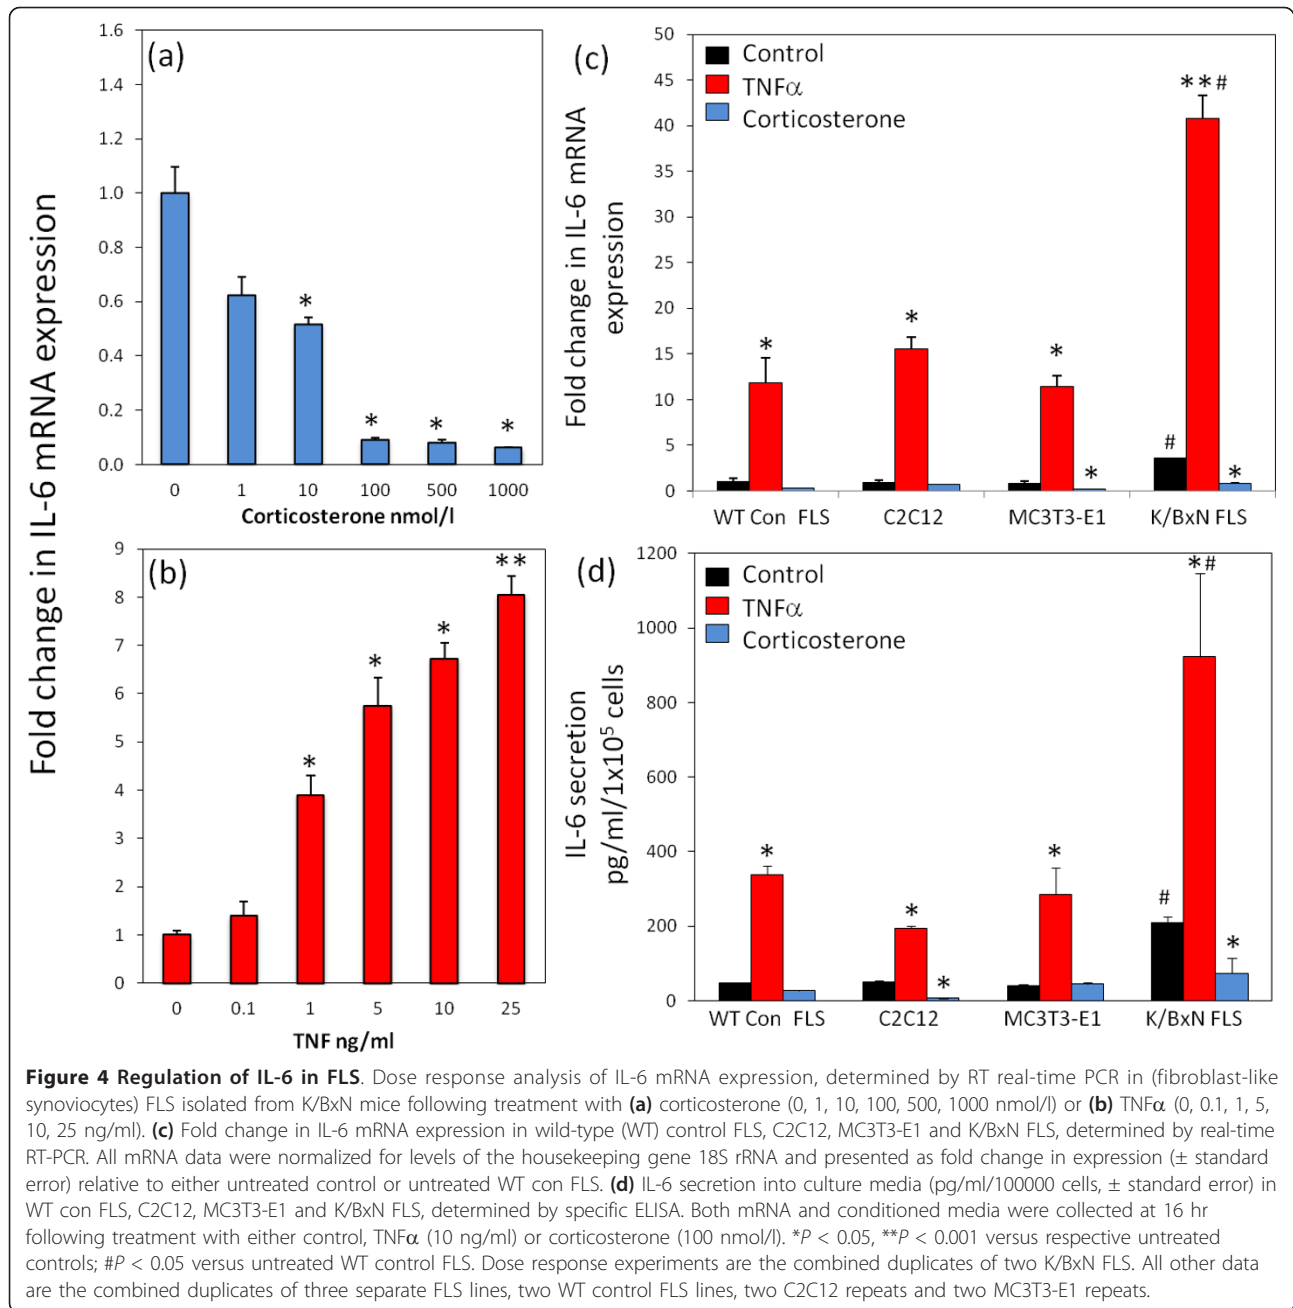 Fold change in IL-6 mRNA expression
(a)
1.6
1.4
1.2
1.0
0.8
0.6
0.4
0.2
0.0
*
*
*
*
0 1 10 100 500 1000
Corticosterone nmol/l
(b)
9
8
7
6
5
4
3
2
1
0
*
*
*
**
0 0.1 1 5 10 25
TNF ng/ml
(c)
Fold change in IL-6 mRNA
expression
50
45
40
35
30
25
20
15
10
5
0
Control
TNFα
Corticosterone
*
*
*
*
#
**#
*
WT Con FLS C2C12 MC3T3-E1 K/BxN FLS
(d)
IL-6 secretion
pg/ml/1x10⁵ cells
1200
1000
800
600
400
200
0
Control
TNFα
Corticosterone
*
*
*
*
#
*#
*
WT Con FLS C2C12 MC3T3-E1 K/BxN FLS
Figure 4 Regulation of IL-6 in FLS. Dose response analysis of IL-6 mRNA expression, determined by RT real-time PCR in (fibroblast-like
synoviocytes) FLS isolated from K/BxN mice following treatment with (a) corticosterone (0, 1, 10, 100, 500, 1000 nmol/l) or (b) TNFα (0, 0.1, 1, 5,
10, 25 ng/ml). (c) Fold change in IL-6 mRNA expression in wild-type (WT) control FLS, C2C12, MC3T3-E1 and K/BxN FLS, determined by real-time
RT-PCR. All mRNA data were normalized for levels of the housekeeping gene 18S rRNA and presented as fold change in expression (± standard
error) relative to either untreated control or untreated WT con FLS. (d) IL-6 secretion into culture media (pg/ml/100000 cells, ± standard error) in
WT con FLS, C2C12, MC3T3-E1 and K/BxN FLS, determined by specific ELISA. Both mRNA and conditioned media were collected at 16 hr
following treatment with either control, TNFα (10 ng/ml) or corticosterone (100 nmol/l). *P < 0.05, **P < 0.001 versus respective untreated
controls; #P < 0.05 versus untreated WT control FLS. Dose response experiments are the combined duplicates of two K/BxN FLS. All other data
are the combined duplicates of three separate FLS lines, two WT control FLS lines, two C2C12 repeats and two MC3T3-E1 repeats.